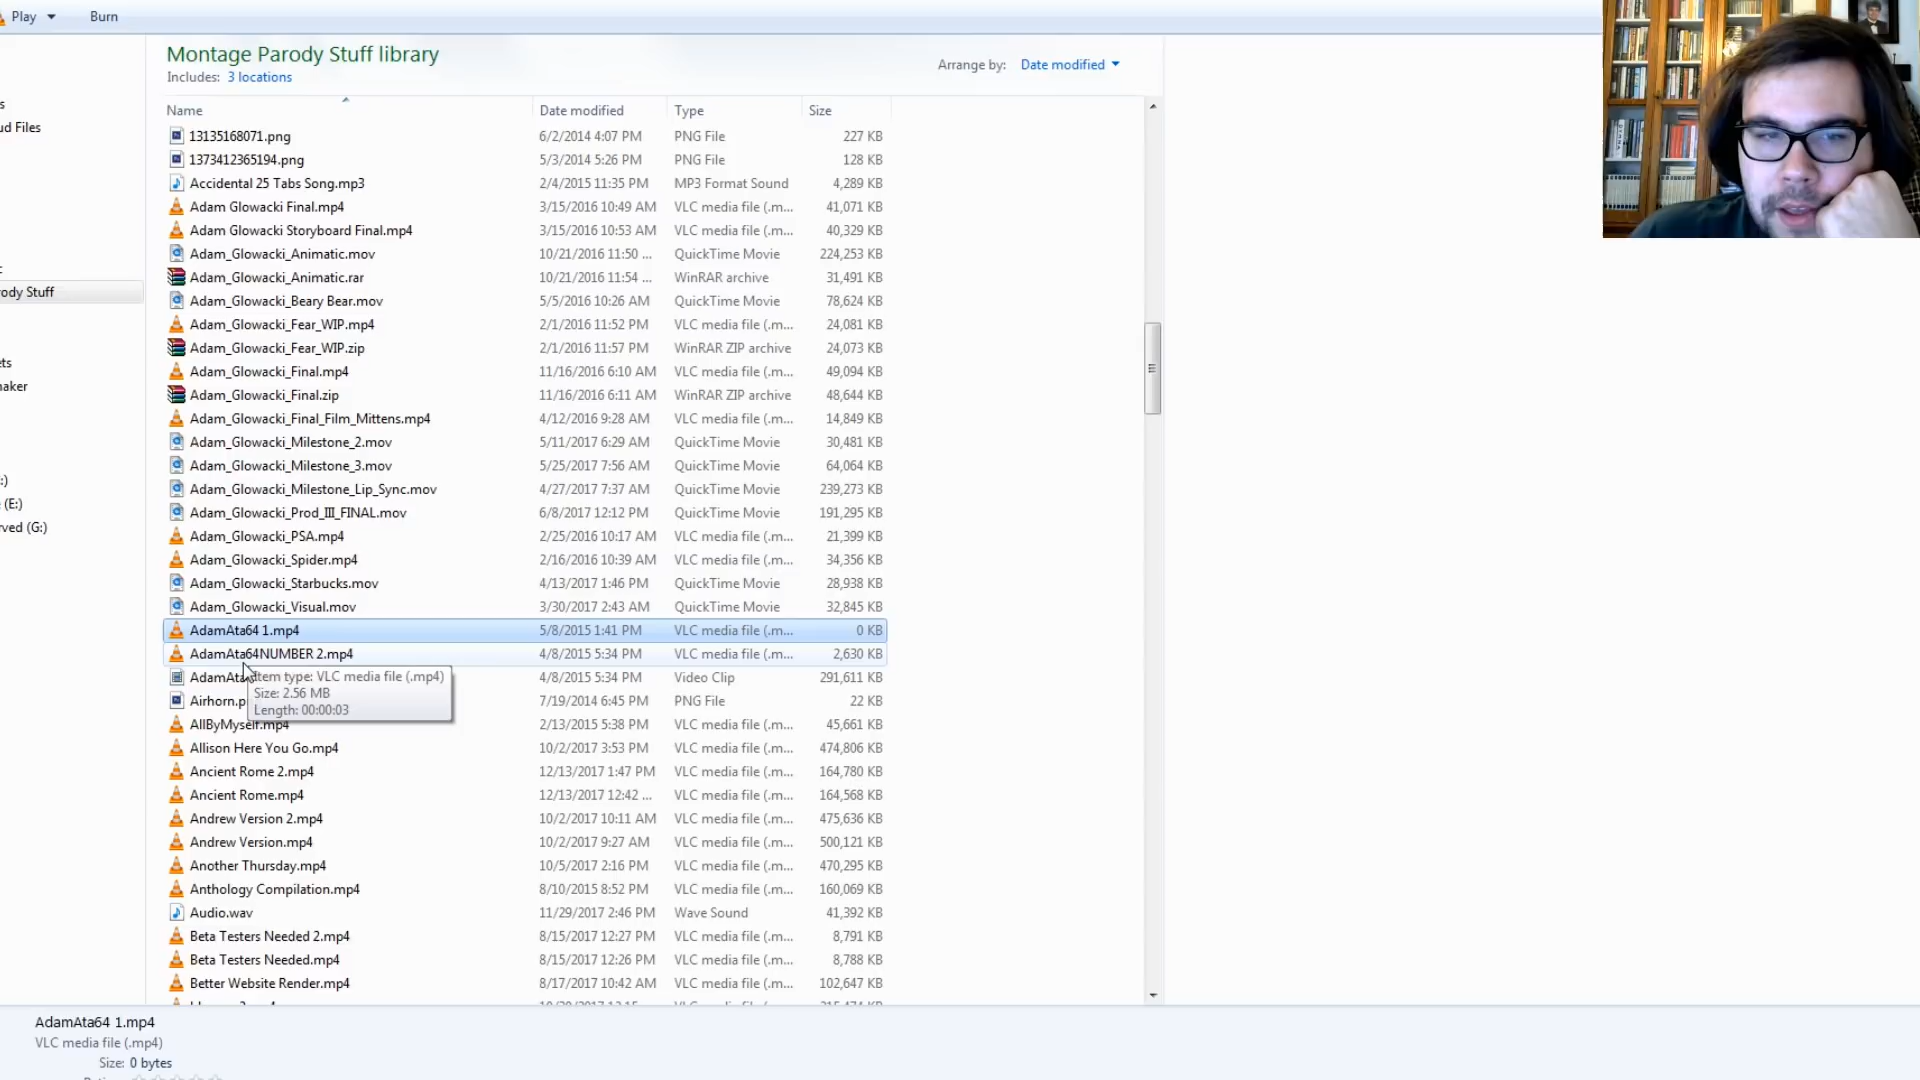 Play
Burn
Montage Parody Stuff library
Includes: 3 locations
Arrange by: Date modified
s
ud Files
ody Stuff
ets
naker
:)
(E:)
rved (G:)
Name Date modified Type Size
13135168071.png 6/2/2014 4:07 PM PNG File 227 KB
1373412365194.png 5/3/2014 5:26 PM PNG File 128 KB
Accidental 25 Tabs Song.mp3 2/4/2015 11:35 PM MP3 Format Sound 4,289 KB
Adam Glowacki Final.mp4 3/15/2016 10:49 AM VLC media file (.m... 41,071 KB
Adam Glowacki Storyboard Final.mp4 3/15/2016 10:53 AM VLC media file (.m... 40,329 KB
Adam_Glowacki_Animatic.mov 10/21/2016 11:50 ... QuickTime Movie 224,253 KB
Adam_Glowacki_Animatic.rar 10/21/2016 11:54 ... WinRAR archive 31,491 KB
Adam_Glowacki_Beary Bear.mov 5/5/2016 10:26 AM QuickTime Movie 78,624 KB
Adam_Glowacki_Fear_WIP.mp4 2/1/2016 11:52 PM VLC media file (.m... 24,081 KB
Adam_Glowacki_Fear_WIP.zip 2/1/2016 11:57 PM WinRAR ZIP archive 24,073 KB
Adam_Glowacki_Final.mp4 11/16/2016 6:10 AM VLC media file (.m... 49,094 KB
Adam_Glowacki_Final.zip 11/16/2016 6:11 AM WinRAR ZIP archive 48,644 KB
Adam_Glowacki_Final_Film_Mittens.mp4 4/12/2016 9:28 AM VLC media file (.m... 14,849 KB
Adam_Glowacki_Milestone_2.mov 5/11/2017 6:29 AM QuickTime Movie 30,481 KB
Adam_Glowacki_Milestone_3.mov 5/25/2017 7:56 AM QuickTime Movie 64,064 KB
Adam_Glowacki_Milestone_Lip_Sync.mov 4/27/2017 7:37 AM QuickTime Movie 239,273 KB
Adam_Glowacki_Prod_III_FINAL.mov 6/8/2017 12:12 PM QuickTime Movie 191,295 KB
Adam_Glowacki_PSA.mp4 2/25/2016 10:17 AM VLC media file (.m... 21,399 KB
Adam_Glowacki_Spider.mp4 2/16/2016 10:39 AM VLC media file (.m... 34,356 KB
Adam_Glowacki_Starbucks.mov 4/13/2017 1:46 PM QuickTime Movie 28,938 KB
Adam_Glowacki_Visual.mov 3/30/2017 2:43 AM QuickTime Movie 32,845 KB
AdamAta64 1.mp4 5/8/2015 1:41 PM VLC media file (.m... 0 KB
AdamAta64NUMBER 2.mp4 4/8/2015 5:34 PM VLC media file (.m... 2,630 KB
AdamAta 4/8/2015 5:34 PM Video Clip 291,611 KB
Item type: VLC media file (.mp4)
Size: 2.56 MB
Length: 00:00:03
Airhorn.p 7/19/2014 6:45 PM PNG File 22 KB
AllByMyself.mp4 2/13/2015 5:38 PM VLC media file (.m... 45,661 KB
Allison Here You Go.mp4 10/2/2017 3:53 PM VLC media file (.m... 474,806 KB
Ancient Rome 2.mp4 12/13/2017 1:47 PM VLC media file (.m... 164,780 KB
Ancient Rome.mp4 12/13/2017 12:42 ... VLC media file (.m... 164,568 KB
Andrew Version 2.mp4 10/2/2017 10:11 AM VLC media file (.m... 475,636 KB
Andrew Version.mp4 10/2/2017 9:27 AM VLC media file (.m... 500,121 KB
Another Thursday.mp4 10/5/2017 2:16 PM VLC media file (.m... 470,295 KB
Anthology Compilation.mp4 8/10/2015 8:52 PM VLC media file (.m... 160,069 KB
Audio.wav 11/29/2017 2:46 PM Wave Sound 41,392 KB
Beta Testers Needed 2.mp4 8/15/2017 12:27 PM VLC media file (.m... 8,791 KB
Beta Testers Needed.mp4 8/15/2017 12:26 PM VLC media file (.m... 8,788 KB
Better Website Render.mp4 8/17/2017 10:42 AM VLC media file (.m... 102,647 KB
AdamAta64 1.mp4
VLC media file (.mp4)
Size: 0 bytes